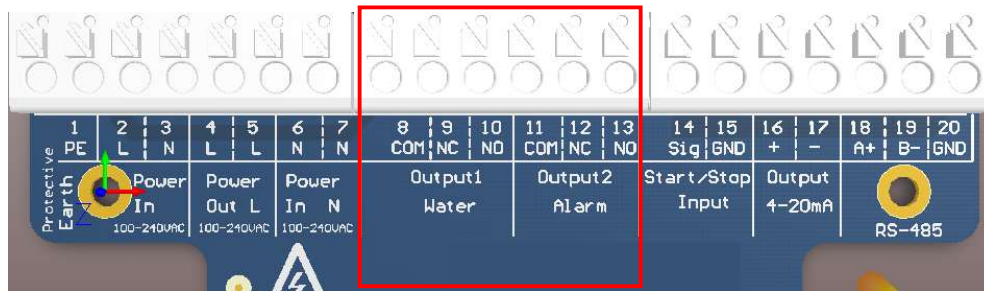 1 2 3 4 5 6 7 8 9 10 11 12 13 14 15 16 17 18 19 20
PE L N L L N N COM NC NO COM NC NO Sig GND + - A+ B- GND
Protective
Earth
Power
In
100-240VAC
Power
Out L
100-240VAC
Power
In N
100-240VAC
Output1
Water
Output2
Alarm
Start/Stop
Input
Output
4-20mA
RS-485